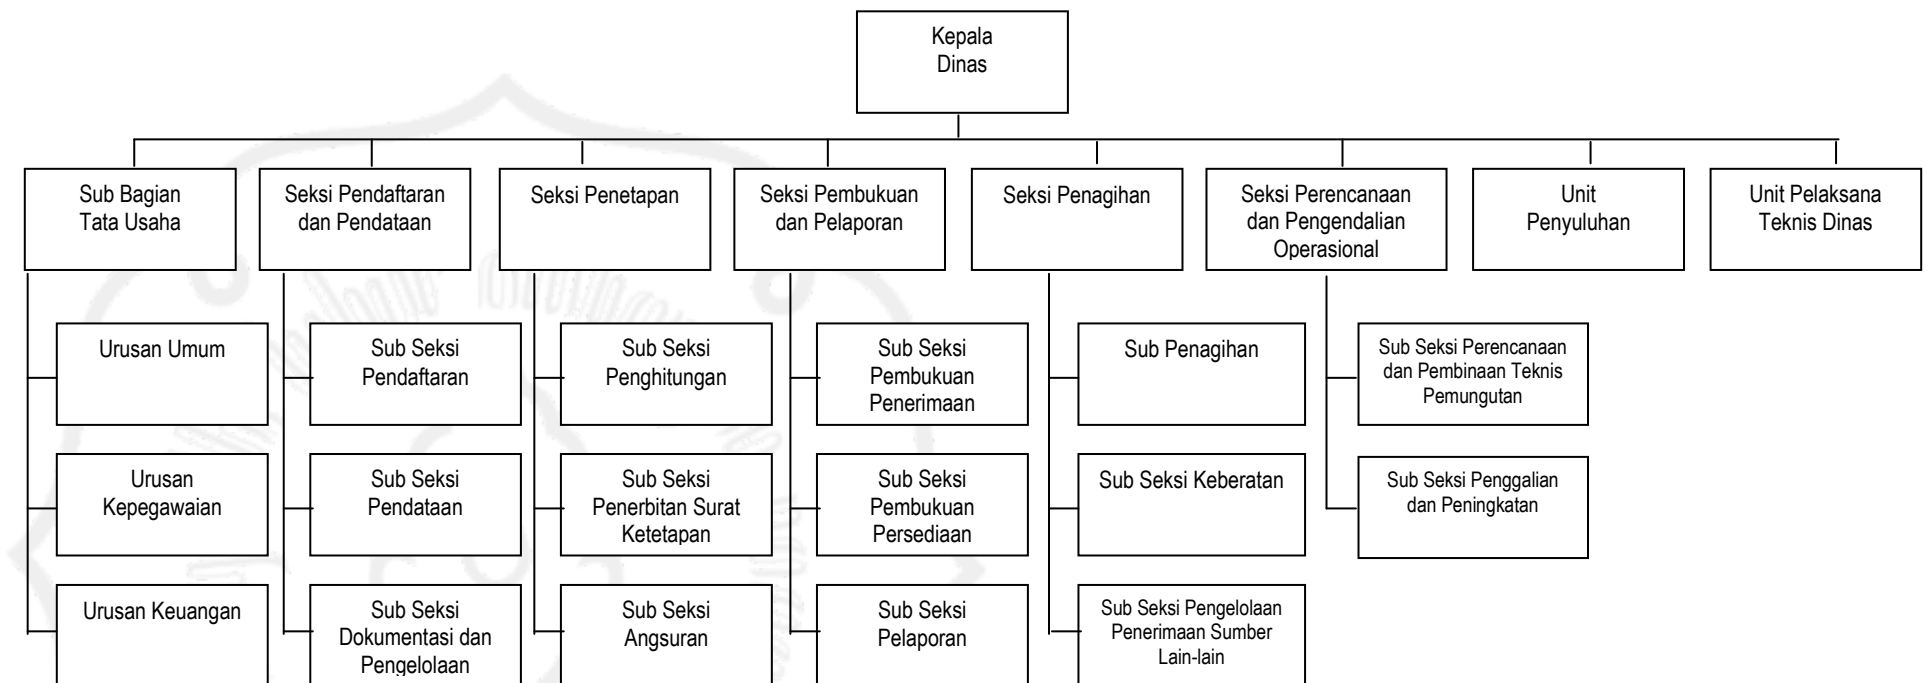 Kepala
Dinas
Sub Bagian
Tata Usaha
Seksi Pendaftaran
dan Pendataan
Seksi Penetapan
Seksi Pembukuan
dan Pelaporan
Seksi Penagihan
Seksi Perencanaan
dan Pengendalian
Operasional
Unit
Penyuluhan
Unit Pelaksana
Teknis Dinas
Urusan Umum
Sub Seksi
Pendaftaran
Sub Seksi
Penghitungan
Sub Seksi
Pembukuan
Penerimaan
Sub Penagihan
Sub Seksi Perencanaan
dan Pembinaan Teknis
Pemungutan
Urusan
Kepegawaian
Sub Seksi
Pendataan
Sub Seksi
Penerbitan Surat
Ketetapan
Sub Seksi
Pembukuan
Persediaan
Sub Seksi Keberatan
Sub Seksi Penggalian
dan Peningkatan
Urusan Keuangan
Sub Seksi
Dokumentasi dan
Pengelolaan
Sub Seksi
Angsuran
Sub Seksi
Pelaporan
Sub Seksi Pengelolaan
Penerimaan Sumber
Lain-lain